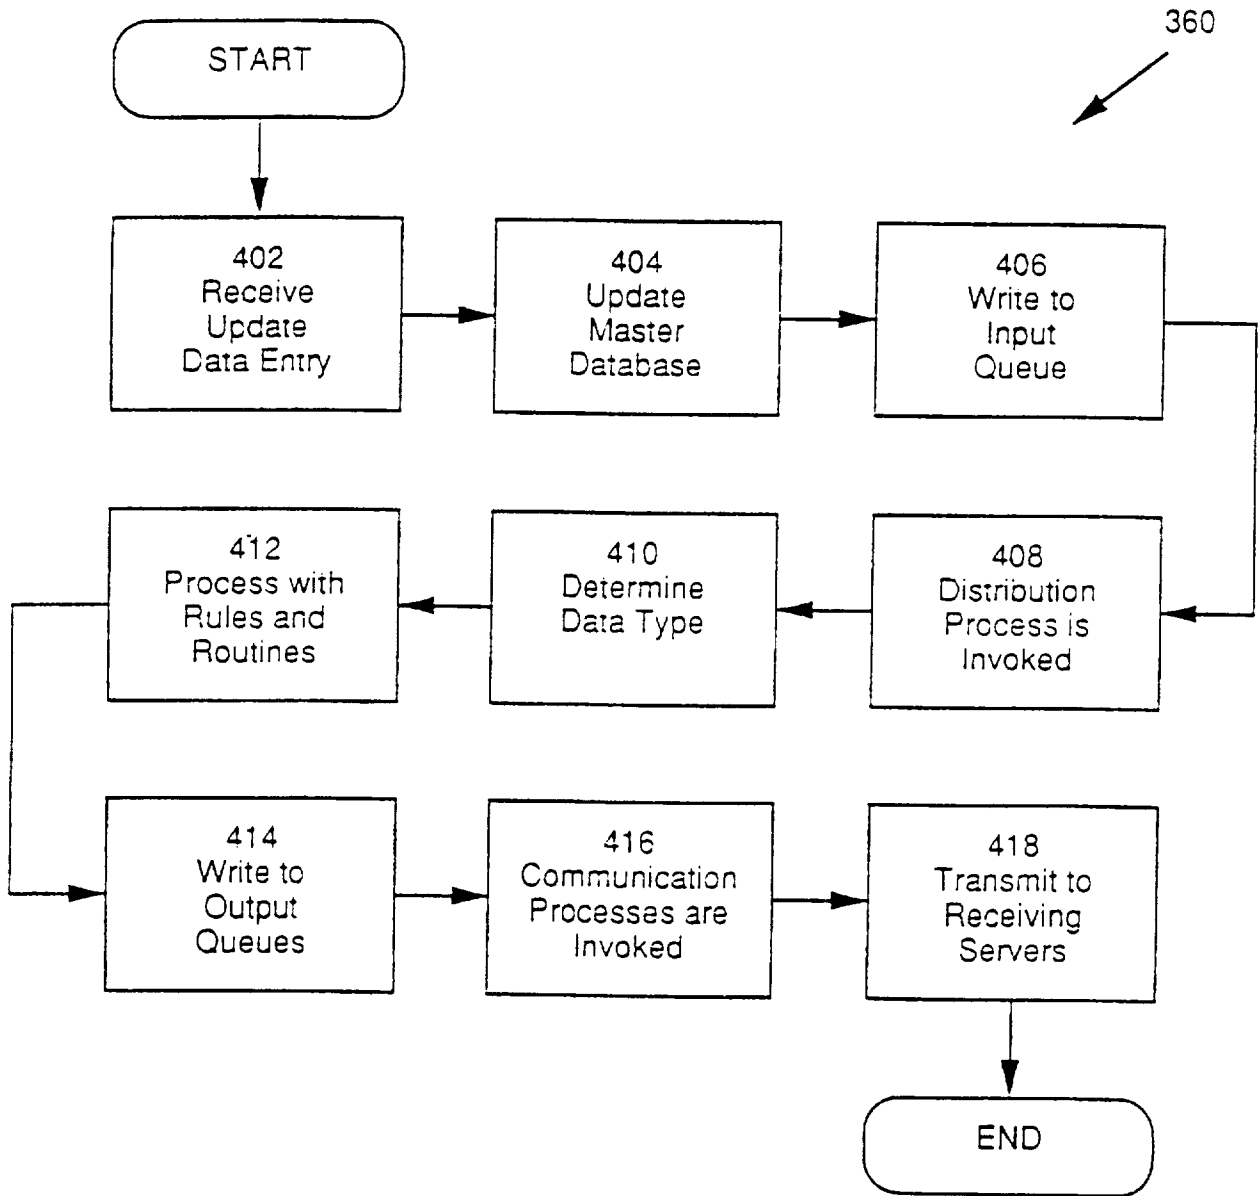 360
START
402
Receive
Update
Data Entry
404
Update
Master
Database
406
Write to
Input
Queue
408
Distribution
Process is
Invoked
410
Determine
Data Type
412
Process with
Rules and
Routines
414
Write to
Output
Queues
416
Communication
Processes are
Invoked
418
Transmit to
Receiving
Servers
END